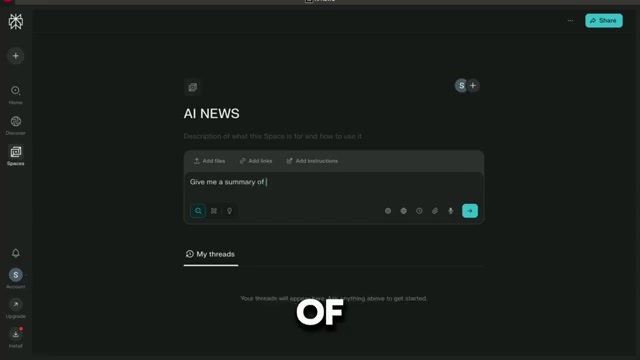 Share
S
AI NEWS
Description of what this Space is for and how to use it
Add files
Add links
Add instructions
Give me a summary of
Home
Discover
Spaces
My threads
Your threads will appear here. Ask anything above to get started.
OF
S
Account
Upgrade
Install